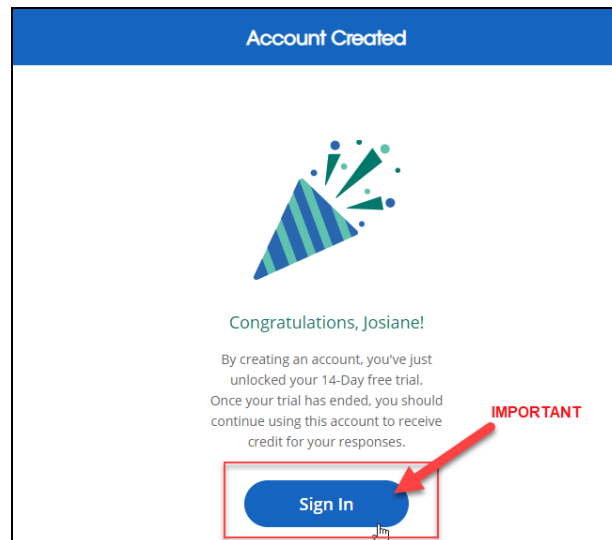 Account Created
Congratulations, Josiane!
By creating an account, you've just
unlocked your 14-Day free trial.
Once your trial has ended, you should
continue using this account to receive
credit for your responses.
IMPORTANT
Sign In